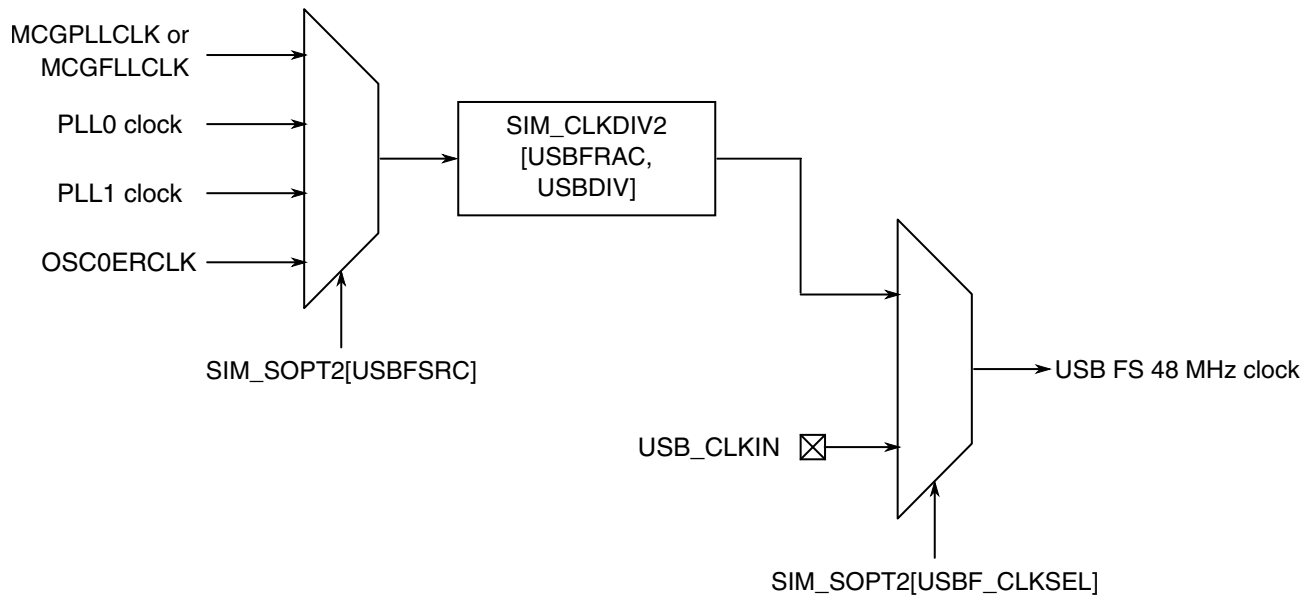 MCGPLLCLK or
MCGFLLCLK
PLL0 clock
PLL1 clock
OSC0ERCLK
SIM_SOPT2[USBFSRC]
SIM_CLKDIV2
[USBFRAC,
USBDIV]
USB_CLKIN
SIM_SOPT2[USBF_CLKSEL]
USB FS 48 MHz clock